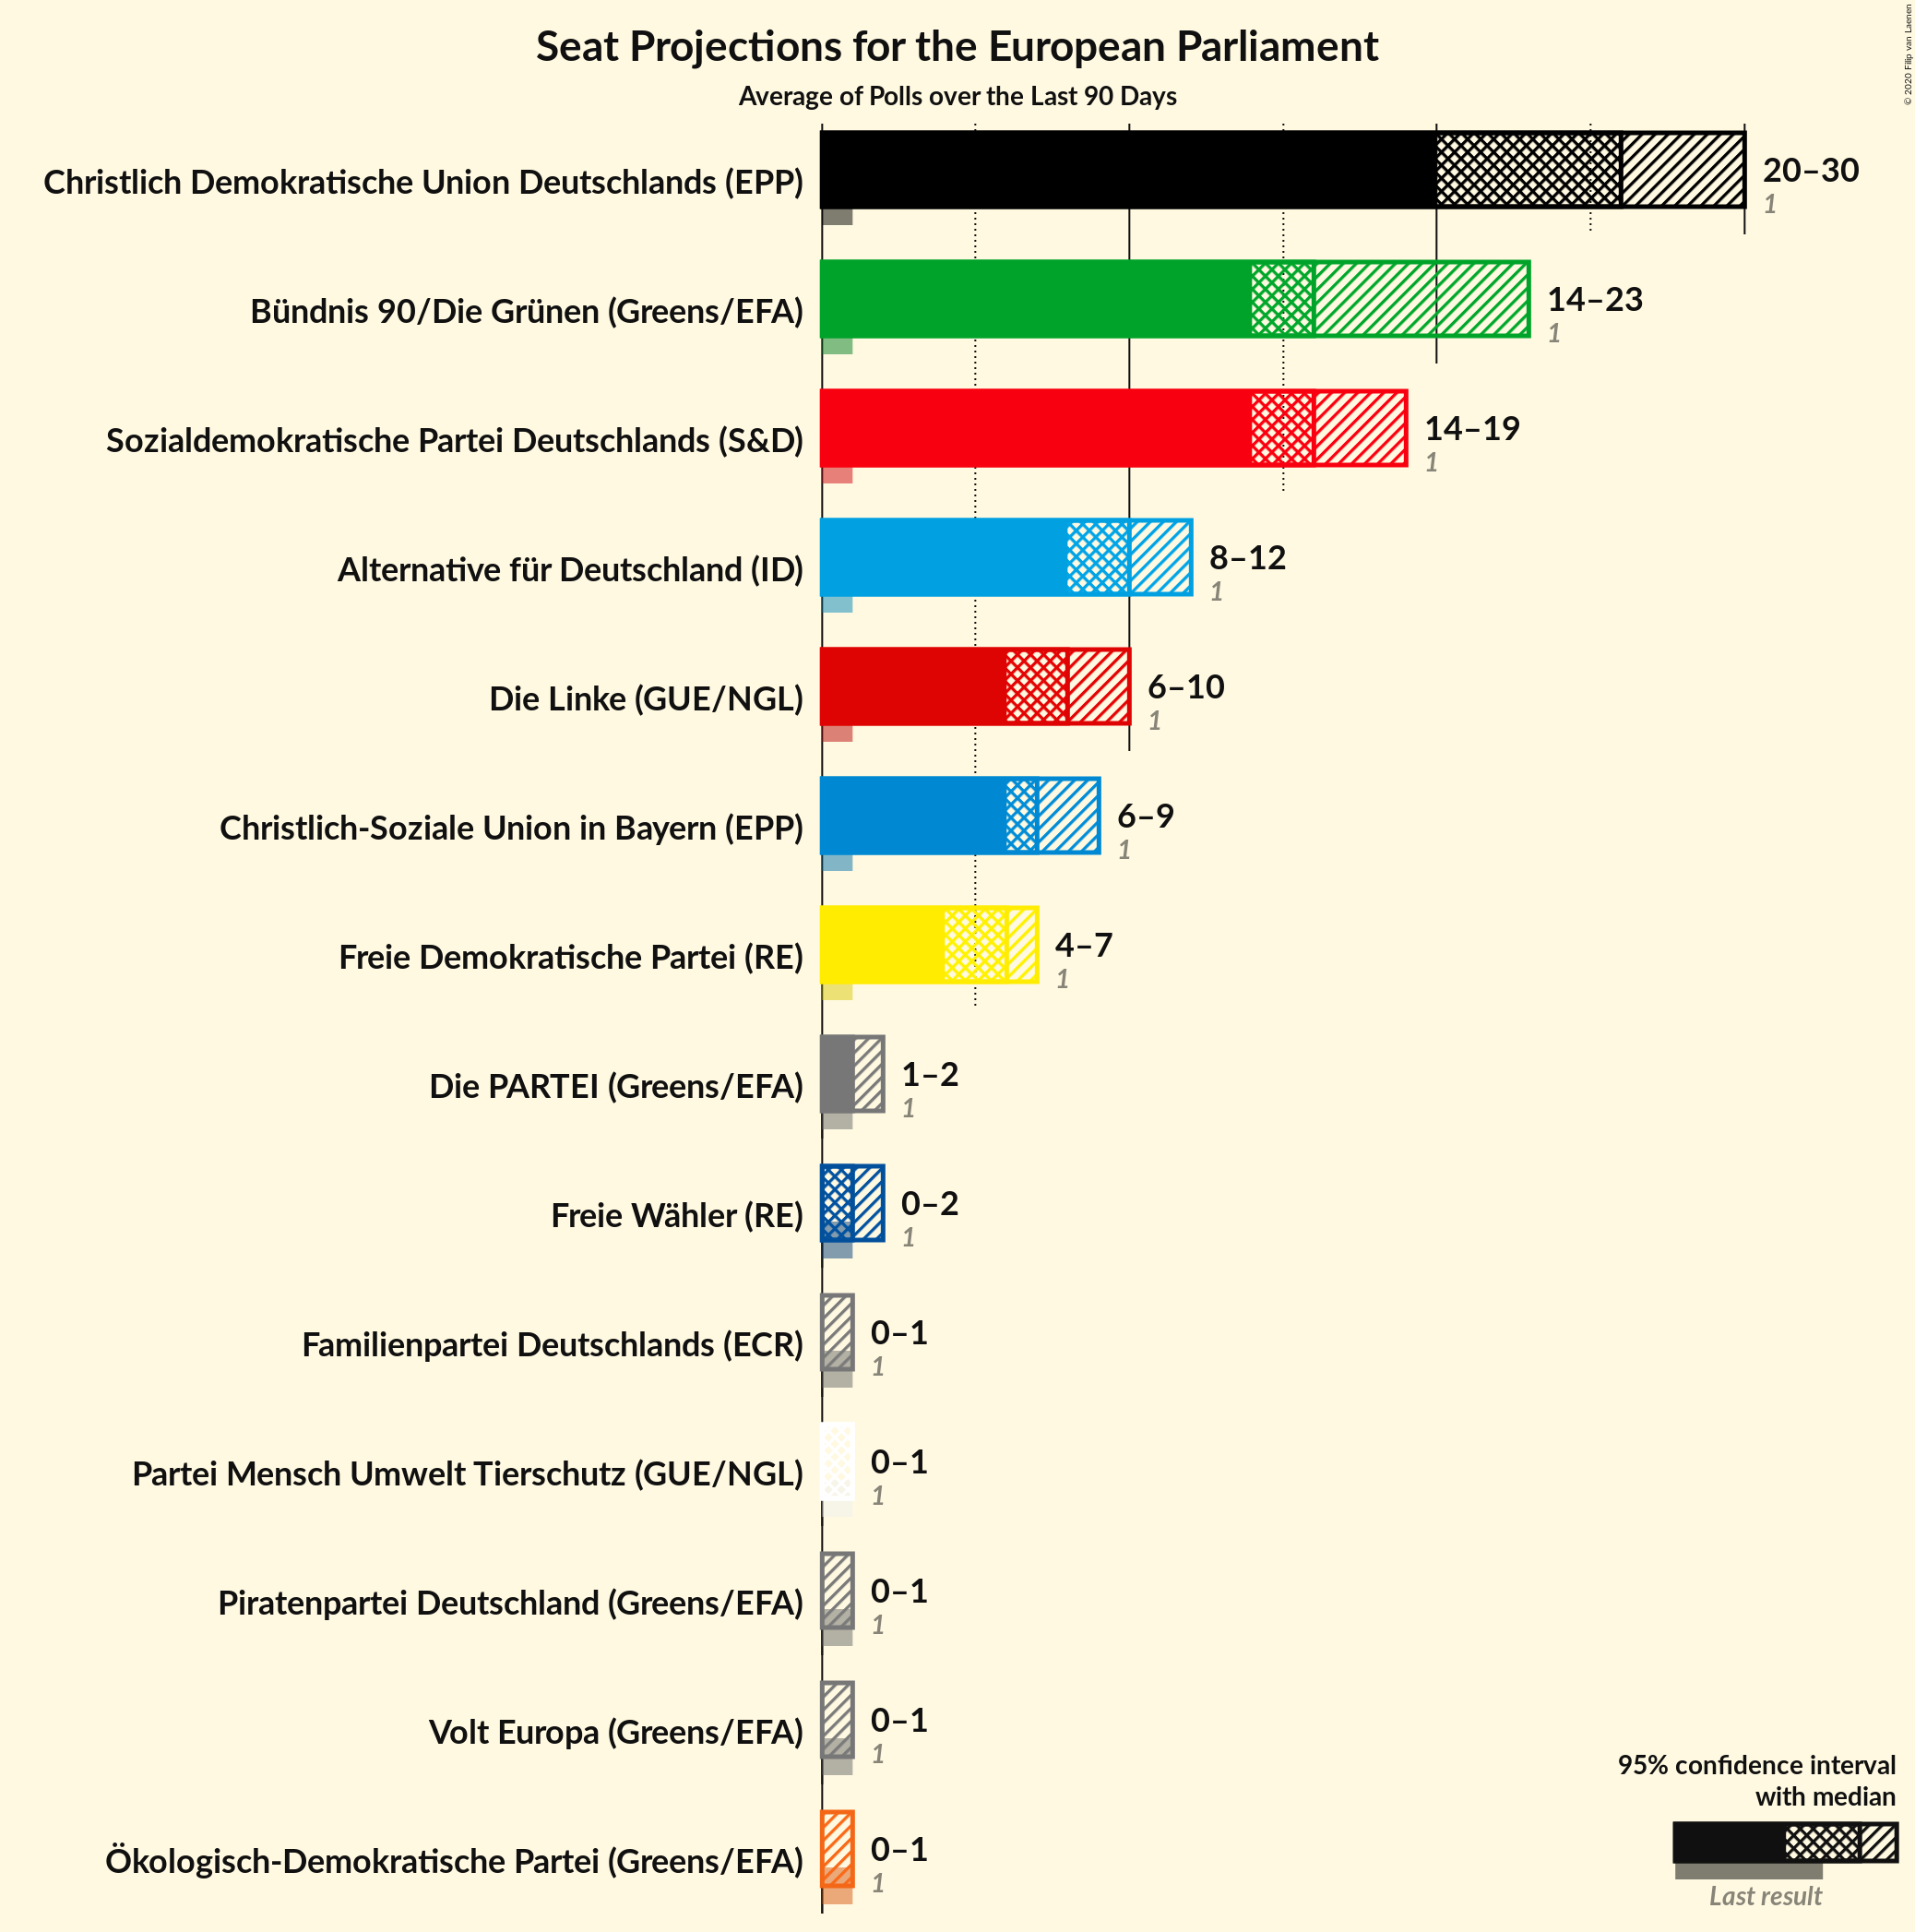 Seat Projections for the European Parliament
Average of Polls over the Last 90 Days
© 2020 Filip van Laenen
Christlich Demokratische Union Deutschlands (EPP)
20–30
1
Bündnis 90/Die Grünen (Greens/EFA)
14–23
1
Sozialdemokratische Partei Deutschlands (S&D)
14–19
1
Alternative für Deutschland (ID)
8–12
1
Die Linke (GUE/NGL)
6–10
1
Christlich-Soziale Union in Bayern (EPP)
6–9
1
Freie Demokratische Partei (RE)
4–7
1
Die PARTEI (Greens/EFA)
1–2
1
Freie Wähler (RE)
0–2
1
Familienpartei Deutschlands (ECR)
0–1
1
Partei Mensch Umwelt Tierschutz (GUE/NGL)
0–1
1
Piratenpartei Deutschland (Greens/EFA)
0–1
1
Volt Europa (Greens/EFA)
0–1
1
Ökologisch-Demokratische Partei (Greens/EFA)
0–1
1
95% confidence interval
with median
Last result